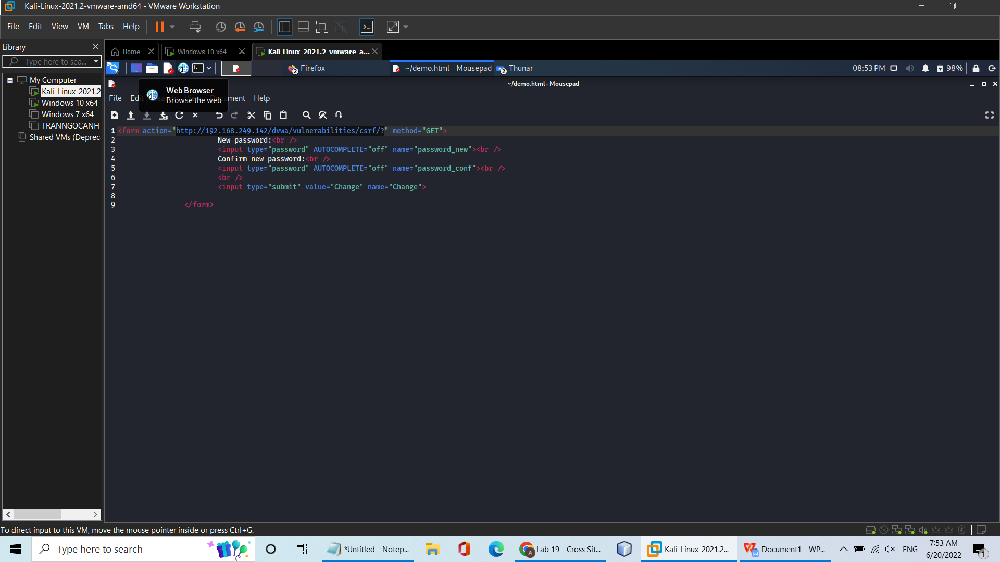 Kali-Linux-2021.2-vmware-amd64 - VMware Workstation
File Edit View VM Tabs Help
Library
Type here to sea...
My Computer
Kali-Linux-2021.2
Windows 10 x64
Windows 7 x64
TRANNGOCANH-
Shared VMs (Depreca
Home
Windows 10 x64
Kali-Linux-2021.2-vmware-a...
2 Firefox
~/demo.html - Mousepad
2 Thunar
08:53 PM
98%
~/demo.html - Mousepad
Web Browser
Browse the web
File Edit Search View Document Help
1 <form action="http://192.168.249.142/dvwa/vulnerabilities/csrf/?" method="GET">
2 New password:<br />
3 <input type="password" AUTOCOMPLETE="off" name="password_new"><br />
4 Confirm new password:<br />
5 <input type="password" AUTOCOMPLETE="off" name="password_conf"><br />
6 <br />
7 <input type="submit" value="Change" name="Change">
8
9 </form>
To direct input to this VM, move the mouse pointer inside or press Ctrl+G.
Type here to search
*Untitled - Notep...
Lab 19 - Cross Sit...
Kali-Linux-2021.2...
Document1 - WP...
ENG
7:53 AM
6/20/2022
1